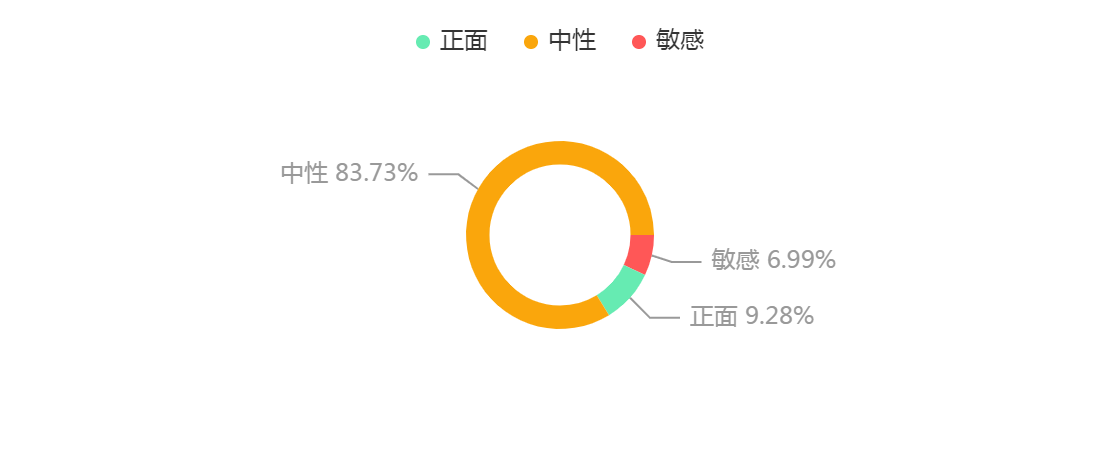 正面 中性 敏感
中性 83.73%
敏感 6.99%
正面 9.28%